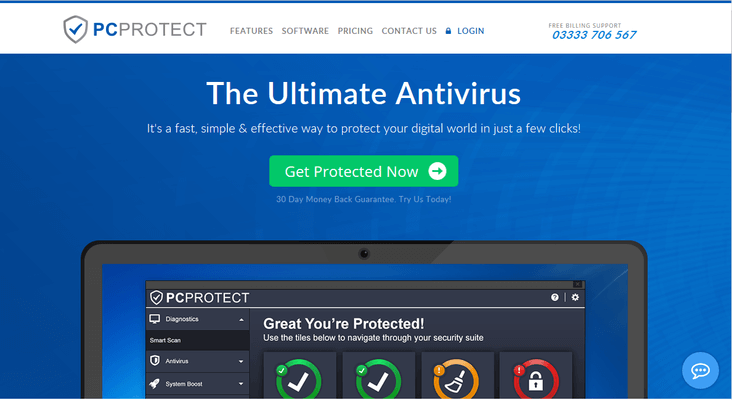 PCPROTECT
FEATURES SOFTWARE PRICING CONTACT US LOGIN
FREE BILLING SUPPORT
03333 706 567
The Ultimate Antivirus
It's a fast, simple & effective way to protect your digital world in just a few clicks!
Get Protected Now
30 Day Money Back Guarantee. Try Us Today!
PCPROTECT
Diagnostics
Smart Scan
Antivirus
System Boost
Great You're Protected!
Use the tiles below to navigate through your security suite